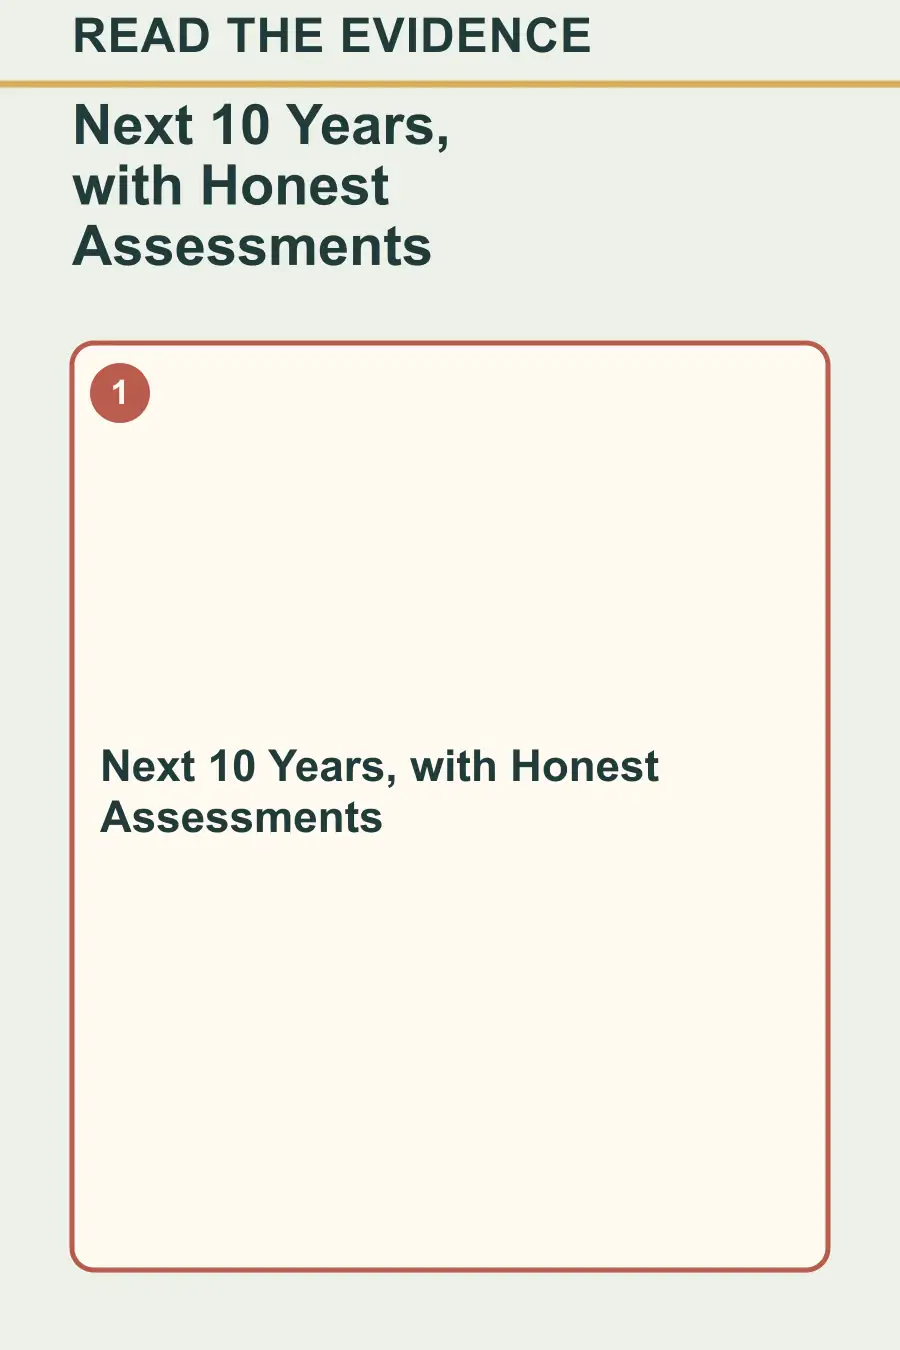 READ THE EVIDENCE
Next 10 Years,
with Honest
Assessments
1
Next 10 Years, with Honest
Assessments